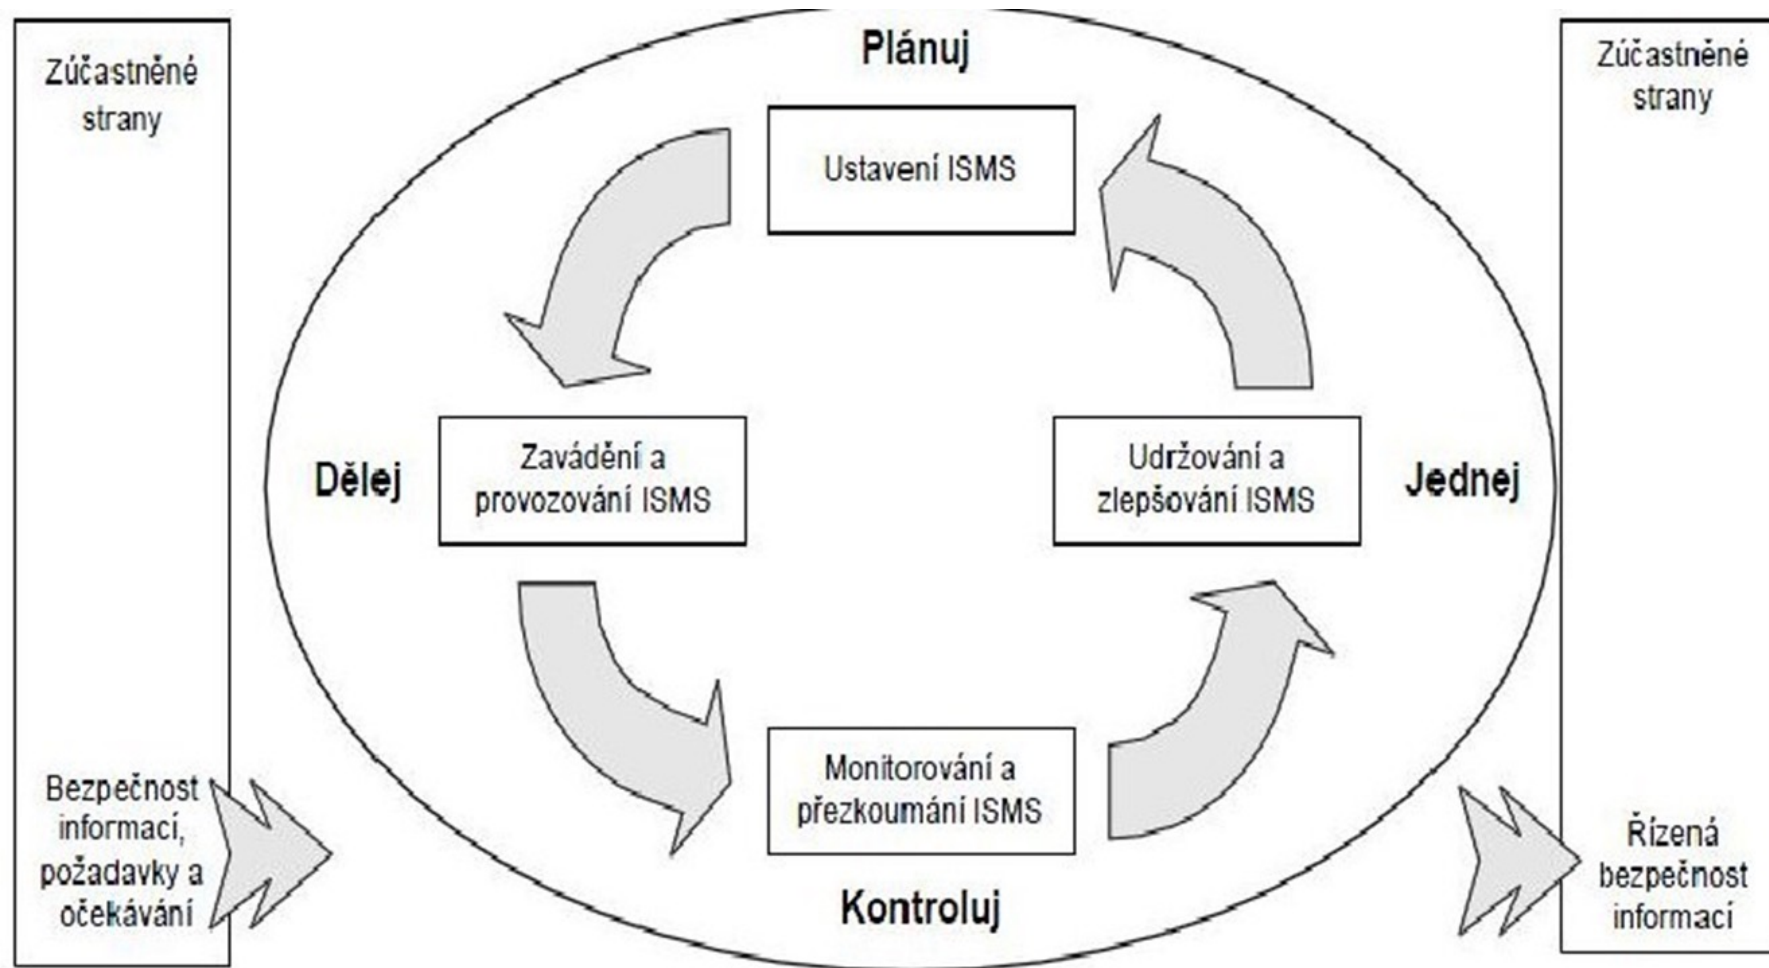 Zúčastněné
strany
Bezpečnost
informací,
požadavky a
očekávání
Plánuj
Ustavení ISMS
Dělej
Zavádění a
provozování ISMS
Udržování a
zlepšování ISMS
Jednej
Monitorování a
přezkoumání ISMS
Kontroluj
Zúčastněné
strany
Řízená
bezpečnost
informací